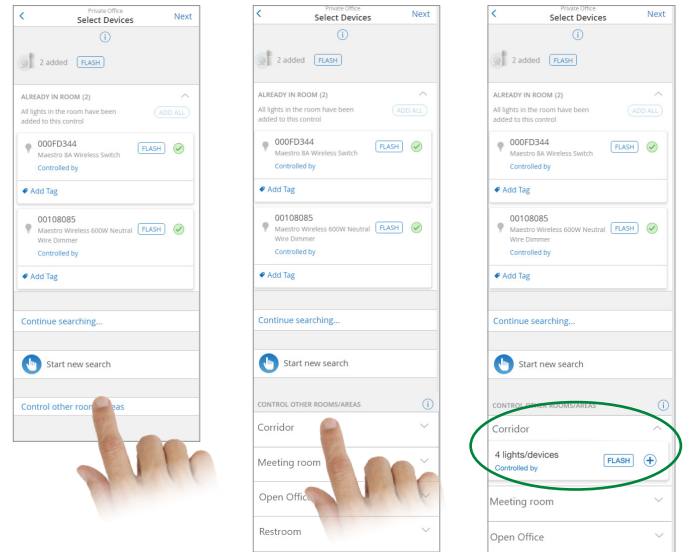 Private Office
Select Devices
Next
2 added
FLASH
ALREADY IN ROOM (2)
All lights in the room have been
added to this control
ADD ALL
000FD344
Maestro 8A Wireless Switch
Controlled by
FLASH
Add Tag
00108085
Maestro Wireless 600W Neutral
Wire Dimmer
Controlled by
FLASH
Add Tag
Continue searching...
Start new search
Control other
Private Office
Select Devices
Next
2 added
FLASH
ALREADY IN ROOM (2)
All lights in the room have been
added to this control
ADD ALL
000FD344
Maestro 8A Wireless Switch
Controlled by
FLASH
Add Tag
00108085
Maestro Wireless 600W Neutral
Wire Dimmer
Controlled by
FLASH
Add Tag
Continue searching...
Start new search
CONTROL OTHER ROOMS/AREAS
Corridor
Meeting room
Open
Restroom
Private Office
Select Devices
Next
2 added
FLASH
ALREADY IN ROOM (2)
All lights in the room have been
added to this control
ADD ALL
000FD344
Maestro 8A Wireless Switch
Controlled by
FLASH
Add Tag
00108085
Maestro Wireless 600W Neutral
Wire Dimmer
Controlled by
FLASH
Add Tag
Continue searching...
Start new search
CONTROL OTHER ROOMS/AREAS
Corridor
4 lights/devices
Controlled by
FLASH
Meeting room
Open Office